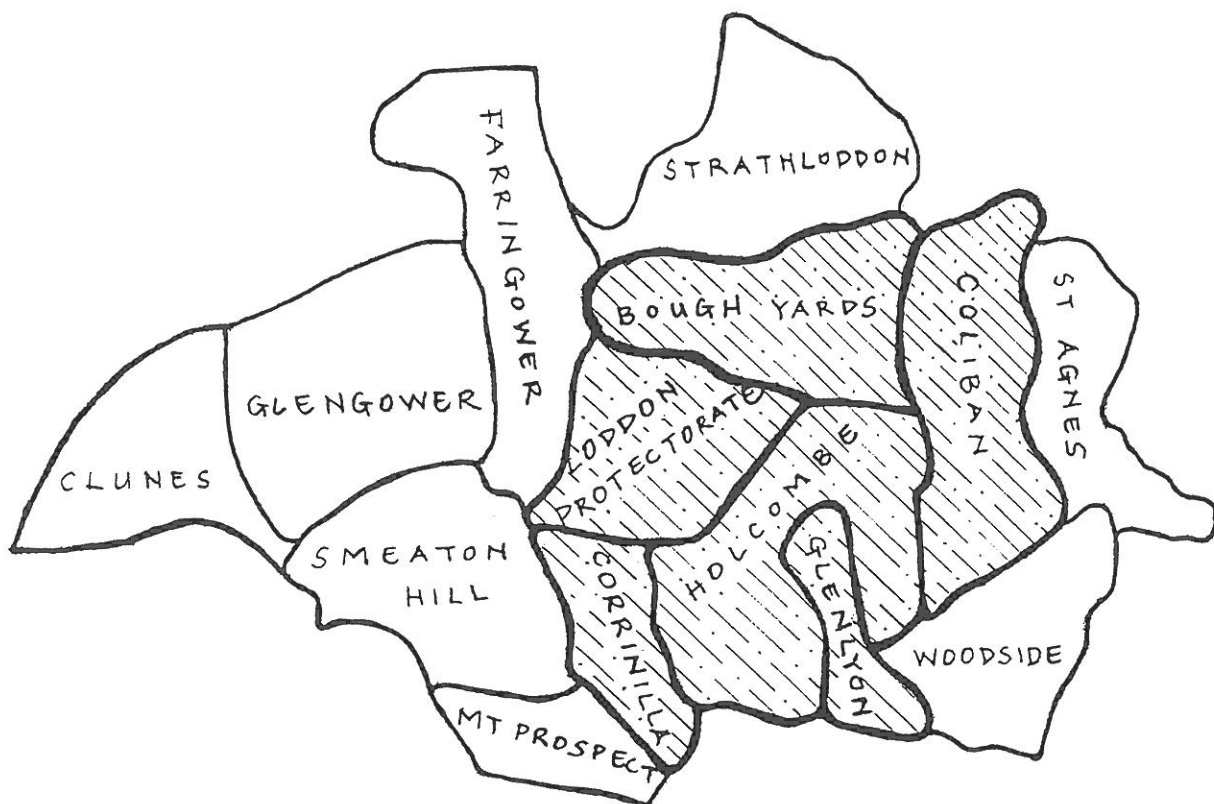 FARRINGOWER
STRATHLODDON
BOUGH YARDS
COLIBAN
ST AGNES
GLENGOWER
LODDON
PROTECTORATE
CLUNES
HOLCOMBE
SMEATON
HILL
CORRINILLA
GLENLYON
WOODSIDE
MT PROSPECT